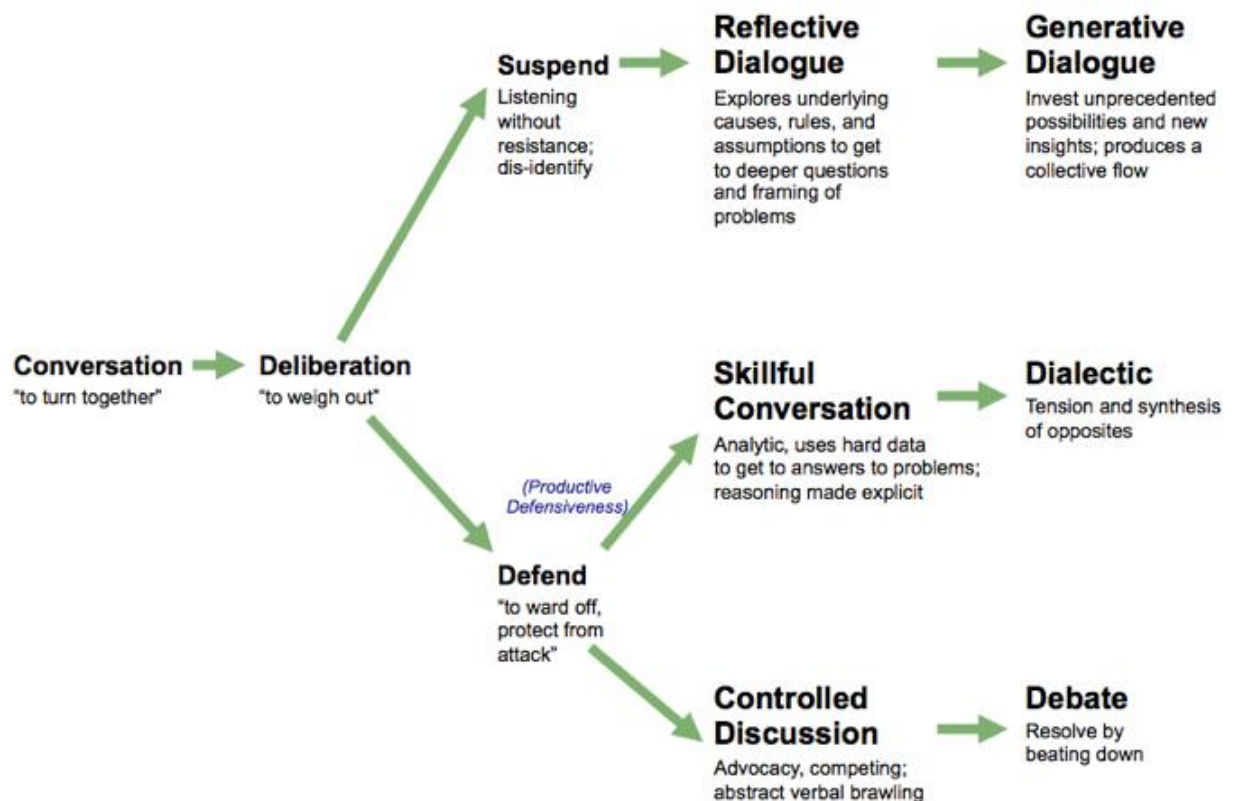 Suspend
Listening
without
resistance;
dis-identify
Reflective
Dialogue
Explores underlying
causes, rules, and
assumptions to get
to deeper questions
and framing of
problems
Generative
Dialogue
Invest unprecedented
possibilities and new
insights; produces a
collective flow
Conversation
“to turn together”
Deliberation
“to weigh out”
Defend
“to ward off,
protect from
attack”
(Productive
Defensiveness)
Skillful
Conversation
Analytic, uses hard data
to get to answers to problems;
reasoning made explicit
Dialectic
Tension and synthesis
of opposites
Controlled
Discussion
Advocacy, competing;
abstract verbal brawling
Debate
Resolve by
beating down